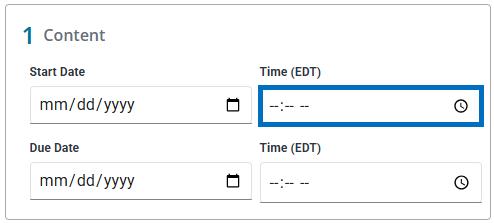 1 Content
Start Date Time (EDT)
mm/dd/yyyy --:-- --
Due Date Time (EDT)
mm/dd/yyyy --:-- --